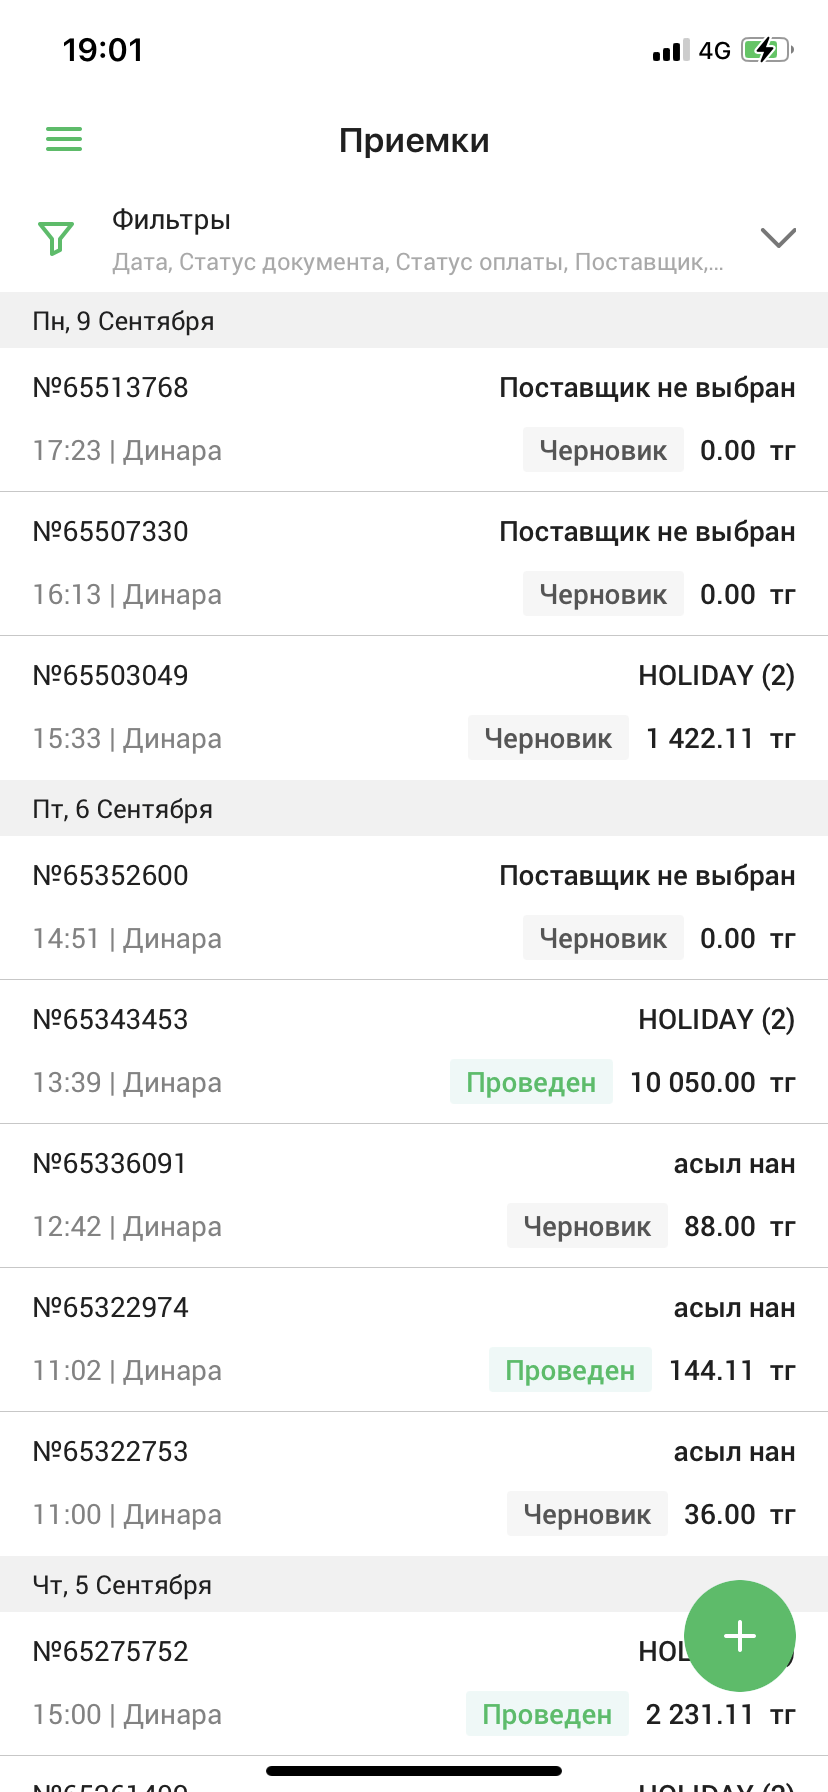 19:01 4G
Приемки
Фильтры
Дата, Статус документа, Статус оплаты, Поставщик,...
Пн, 9 Сентября
№65513768 Поставщик не выбран
17:23 | Динара Черновик 0.00 тг
№65507330 Поставщик не выбран
16:13 | Динара Черновик 0.00 тг
№65503049 HOLIDAY (2)
15:33 | Динара Черновик 1 422.11 тг
Пт, 6 Сентября
№65352600 Поставщик не выбран
14:51 | Динара Черновик 0.00 тг
№65343453 HOLIDAY (2)
13:39 | Динара Проведен 10 050.00 тг
№65336091 асыл нан
12:42 | Динара Черновик 88.00 тг
№65322974 асыл нан
11:02 | Динара Проведен 144.11 тг
№65322753 асыл нан
11:00 | Динара Черновик 36.00 тг
Чт, 5 Сентября
№65275752
15:00 | Динара Проведен 2 231.11 тг